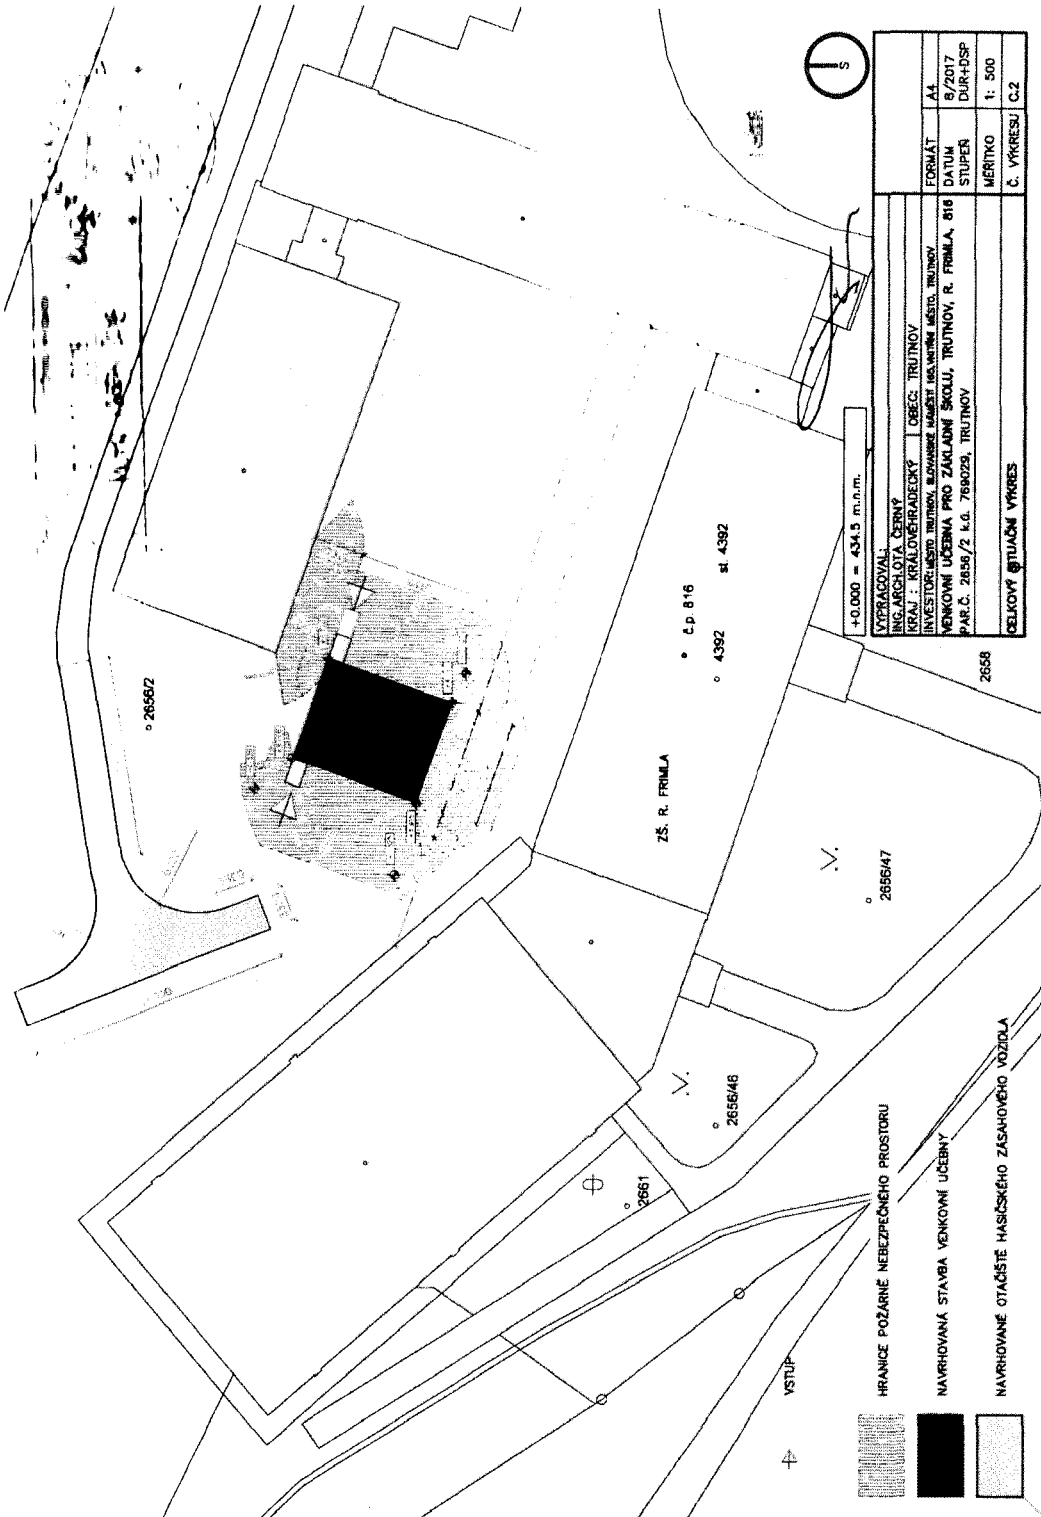 2656/2
č.p. 816
4392
st. 4392
ZŠ. R. FRIMLA
2658
2656/47
2656/46
2661
S
+0.000 = 434.5 m.n.m.
VYPRACOVAL:
ING.ARCH.OTA ČERNÝ
KRAJ : KRÁLOVÉHRADECKÝ OBEC: TRUTNOV
INVESTOR:MĚSTO TRUTNOV, SLOVANSKÉ NÁMĚSTÍ 165,VNITŘNÍ MĚSTO, TRUTNOV
VENKOVNÍ UČEBNA PRO ZÁKLADNÍ ŠKOLU, TRUTNOV, R. FRIMLA, 816
PAR.Č. 2656/2 k.ú. 769029, TRUTNOV
CELKOVÝ SITUAČNÍ VÝKRES
FORMÁT A4
DATUM 8/2017
STUPEŇ DUR+DSP
MĚŘÍTKO 1: 500
Č. VÝKRESU C.2
VSTUP
HRANICE POŽÁRNĚ NEBEZPEČNÉHO PROSTORU
NAVRHOVANÁ STAVBA VENKOVNÍ UČEBNY
NAVRHOVANÉ OTÁČIŠTĚ HASIČSKÉHO ZÁSAHOVÉHO VOZIDLA